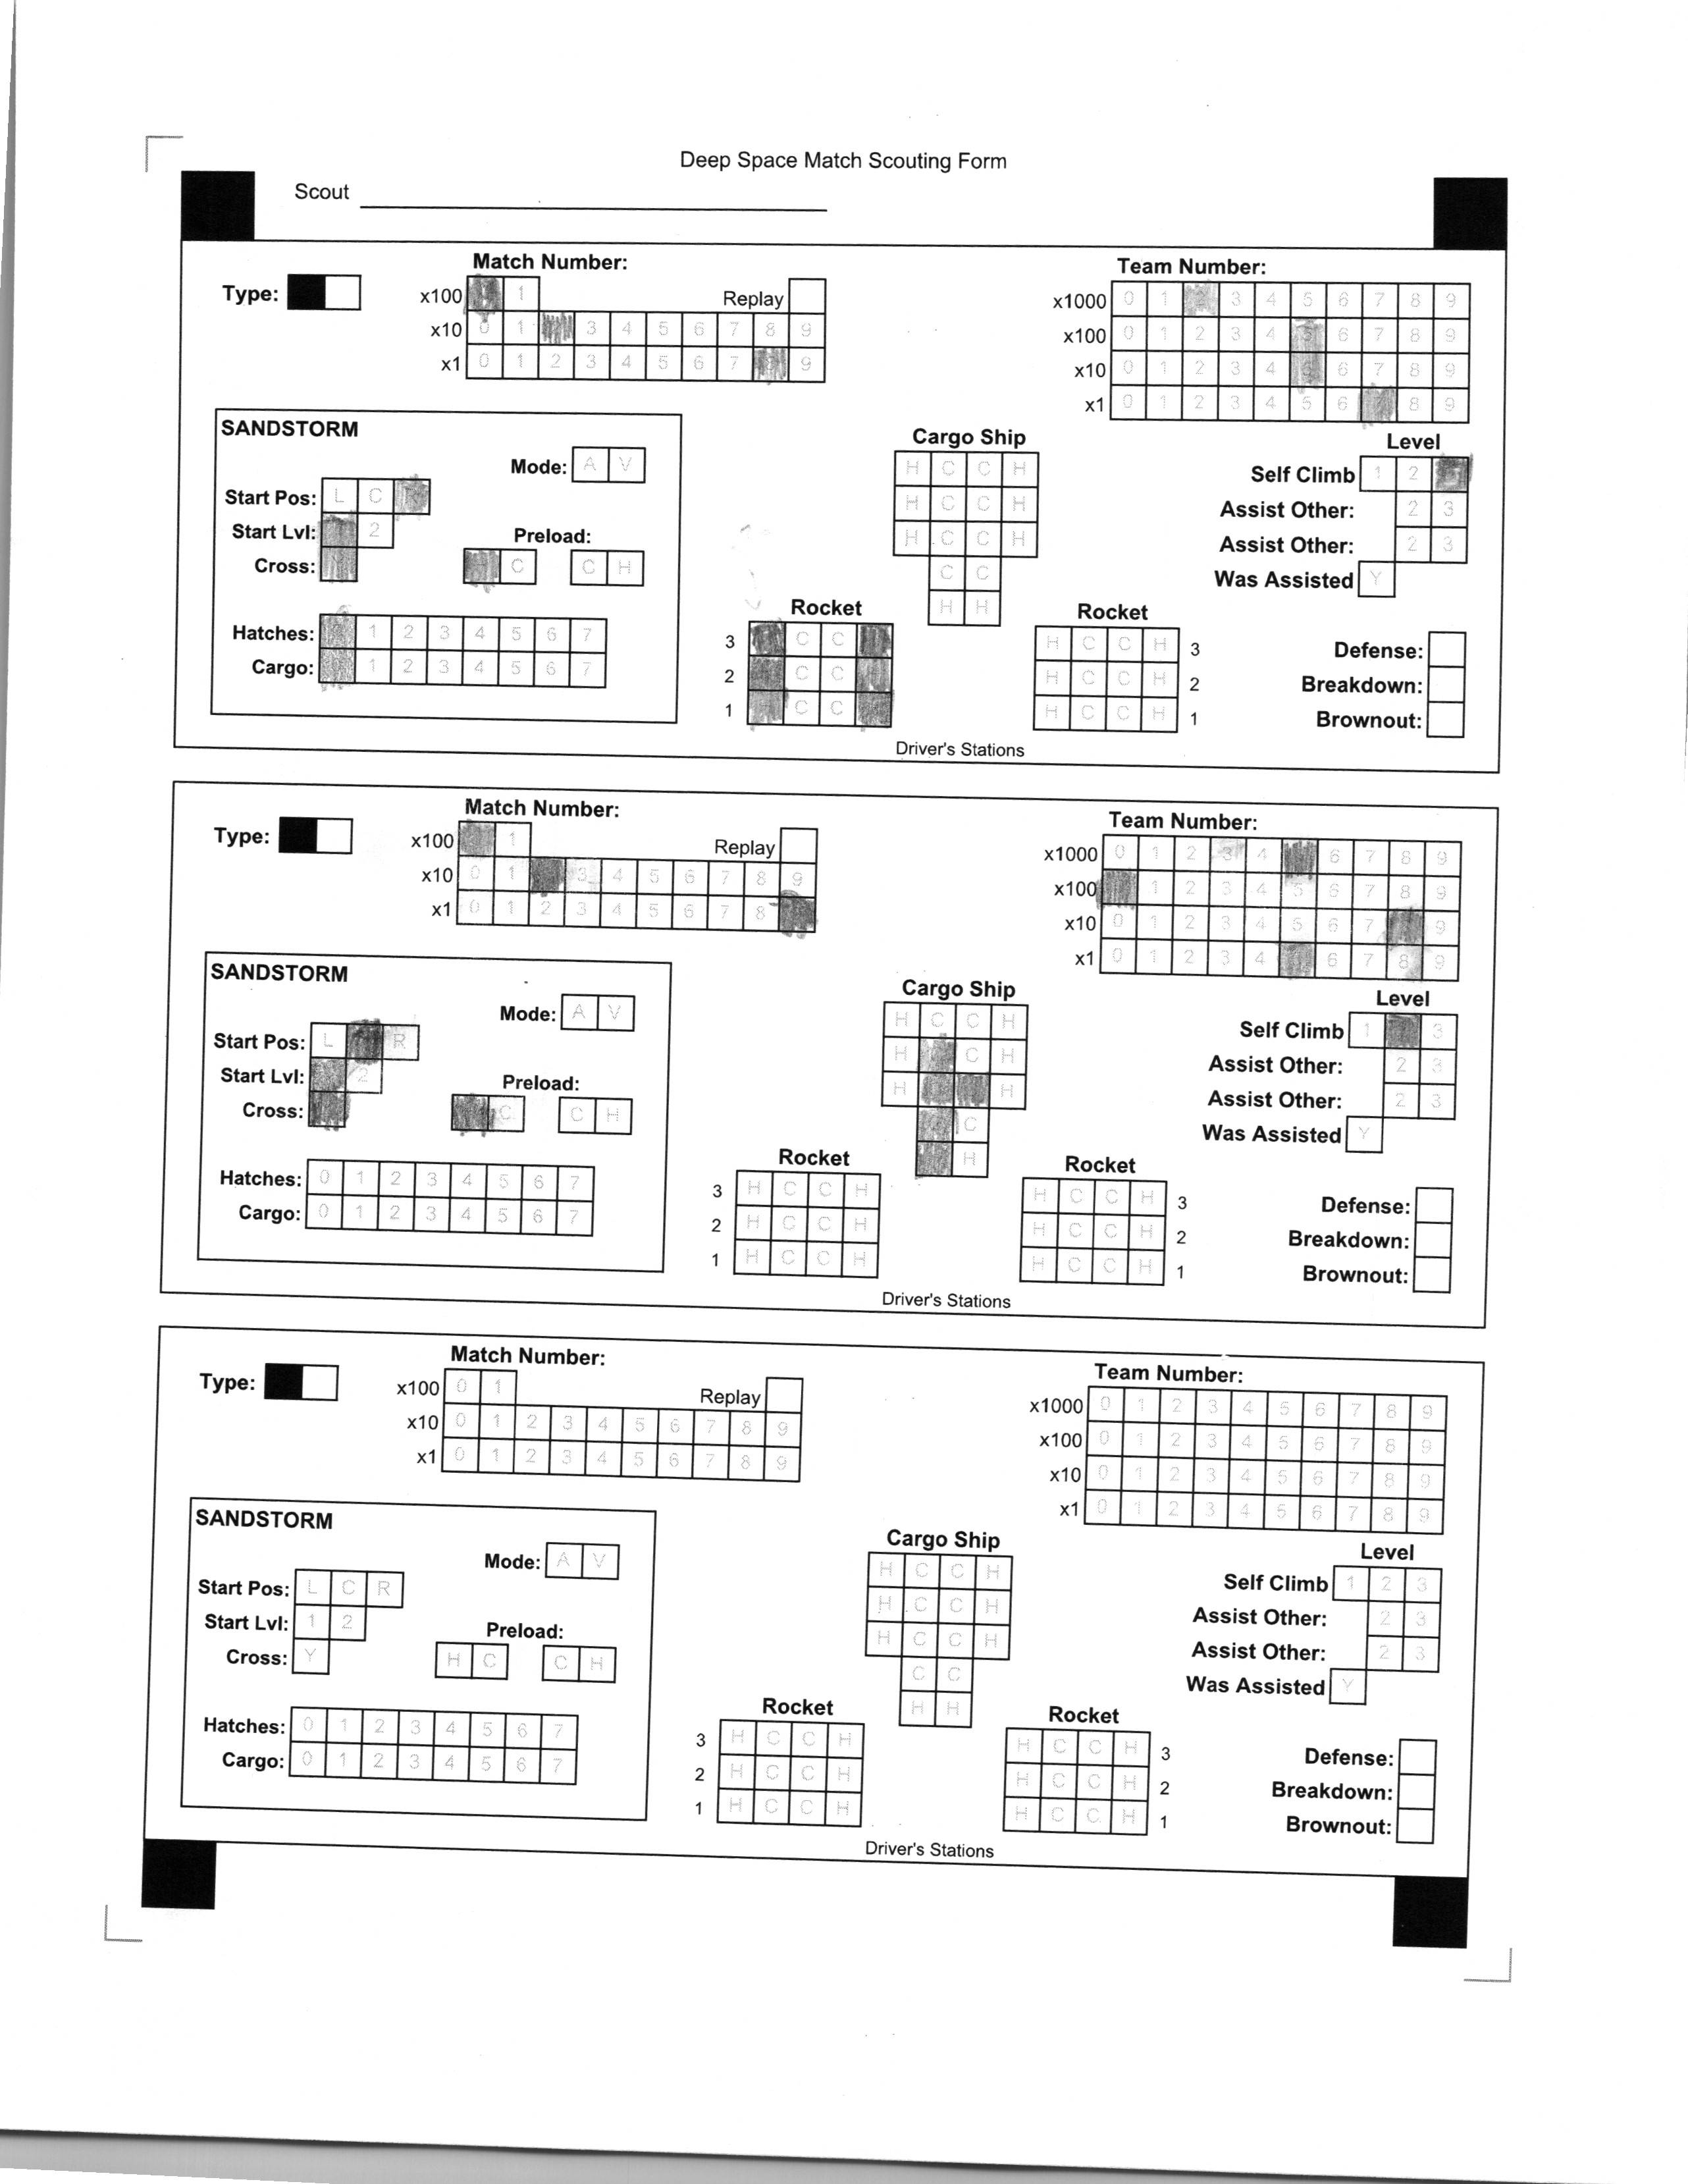 Deep Space Match Scouting Form
Scout
Match Number:
Team Number:
Type:
x100 1 Replay
x10 0 1 3 4 5 6 7 8 9
x1 0 1 2 3 4 5 6 7 9
x1000 0 1 3 4 5 6 7 8 9
x100 0 1 2 3 4 5 6 7 8 9
x10 0 1 2 3 4 6 7 8 9
x1 0 1 2 3 4 5 6 8 9
SANDSTORM
Mode: A V
Start Pos: L C R
Start Lvl: 2
Cross:
Preload:
C C H
Hatches: 1 2 3 4 5 6 7
Cargo: 1 2 3 4 5 6 7
Cargo Ship
H C C H
H C C H
H C C H
C C
H H
Level
Self Climb 1 2
Assist Other: 2 3
Assist Other: 2 3
Was Assisted Y
Rocket
3 C C
2 C C
1 C C
Rocket
H C C H 3
H C C H 2
H C C H 1
Defense:
Breakdown:
Brownout:
Driver's Stations
Match Number:
Team Number:
Type:
x100 1 Replay
x10 0 1 3 4 5 6 7 8 9
x1 0 1 2 3 4 5 6 7 8
x1000 0 1 2 3 4 6 7 8 9
x100 1 2 3 4 5 6 7 8 9
x10 0 1 2 3 4 5 6 7 9
x1 0 1 2 3 4 6 7 8 9
SANDSTORM
Mode: A V
Start Pos: L R
Start Lvl: 2
Cross:
Preload:
C C H
Hatches: 0 1 2 3 4 5 6 7
Cargo: 0 1 2 3 4 5 6 7
Cargo Ship
H C C H
H C H
H H
C
H
Level
Self Climb 1 3
Assist Other: 2 3
Assist Other: 2 3
Was Assisted Y
Rocket
3 H C C H
2 H C C H
1 H C C H
Rocket
H C C H 3
H C C H 2
H C C H 1
Defense:
Breakdown:
Brownout:
Driver's Stations
Match Number:
Team Number:
Type:
x100 0 1 Replay
x10 0 1 2 3 4 5 6 7 8 9
x1 0 1 2 3 4 5 6 7 8 9
x1000 0 1 2 3 4 5 6 7 8 9
x100 0 1 2 3 4 5 6 7 8 9
x10 0 1 2 3 4 5 6 7 8 9
x1 0 1 2 3 4 5 6 7 8 9
SANDSTORM
Mode: A V
Start Pos: L C R
Start Lvl: 1 2
Cross: Y
Preload:
H C C H
Hatches: 0 1 2 3 4 5 6 7
Cargo: 0 1 2 3 4 5 6 7
Cargo Ship
H C C H
H C C H
H C C H
C C
H H
Level
Self Climb 1 2 3
Assist Other: 2 3
Assist Other: 2 3
Was Assisted Y
Rocket
3 H C C H
2 H C C H
1 H C C H
Rocket
H C C H 3
H C C H 2
H C C H 1
Defense:
Breakdown:
Brownout:
Driver's Stations